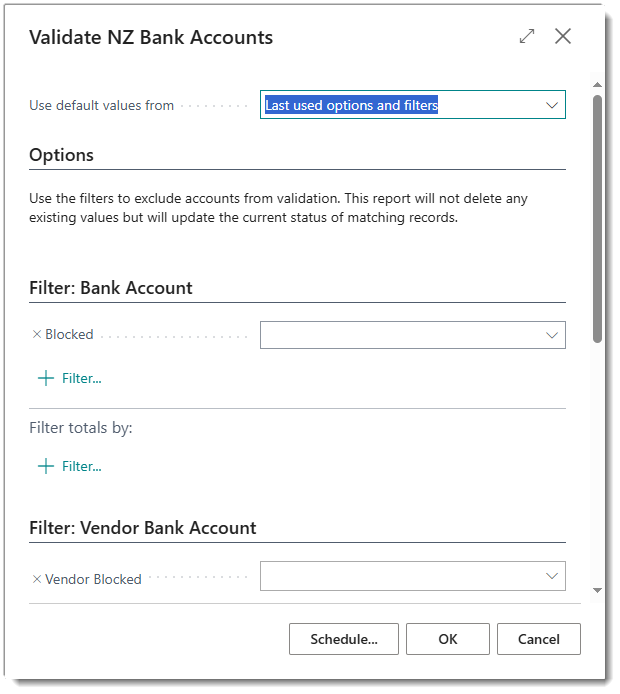 Validate NZ Bank Accounts
Use default values from
Last used options and filters
Options
Use the filters to exclude accounts from validation. This report will not delete any
existing values but will update the current status of matching records.
Filter: Bank Account
Blocked
Filter...
Filter totals by:
Filter...
Filter: Vendor Bank Account
Vendor Blocked
Schedule...
OK
Cancel